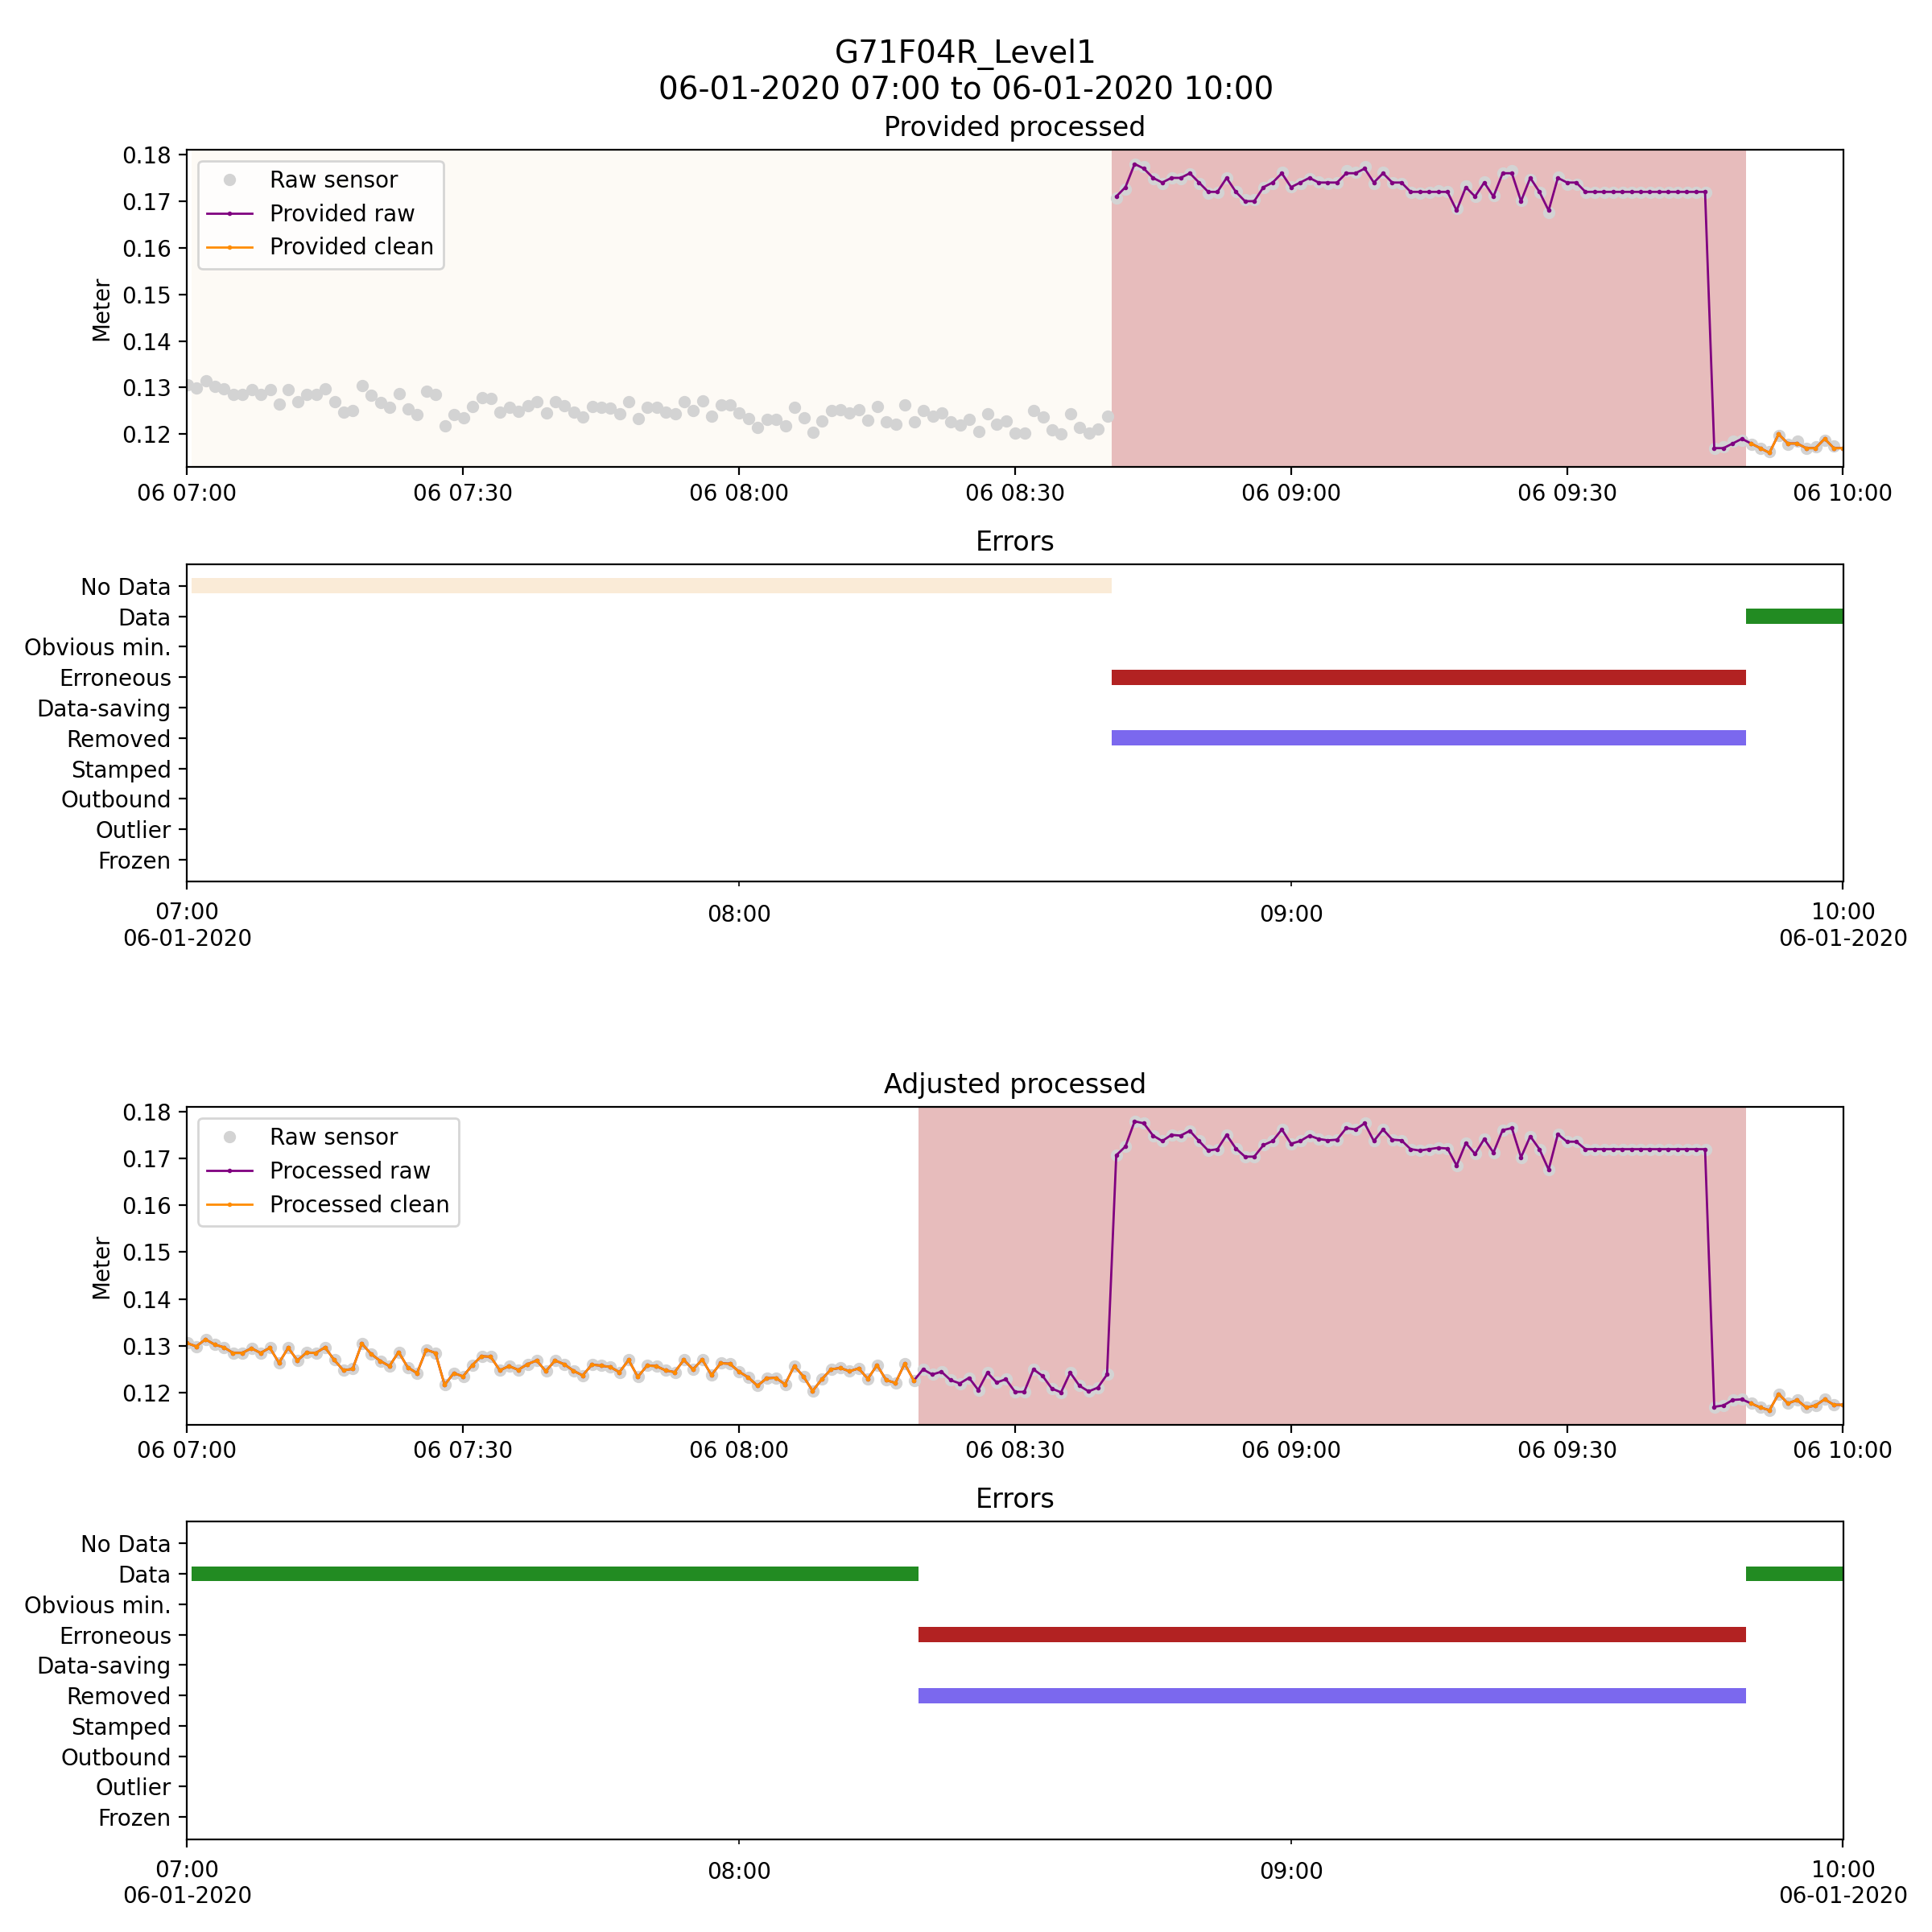 G71F04R_Level1
06-01-2020 07:00 to 06-01-2020 10:00
Provided processed
Meter
0.18
0.17
0.16
0.15
0.14
0.13
0.12
Raw sensor
Provided raw
Provided clean
06 07:00 06 07:30 06 08:00 06 08:30 06 09:00 06 09:30 06 10:00
Errors
No Data
Data
Obvious min.
Erroneous
Data-saving
Removed
Stamped
Outbound
Outlier
Frozen
07:00 08:00 09:00 10:00
06-01-2020 06-01-2020
Adjusted processed
Meter
0.18
0.17
0.16
0.15
0.14
0.13
0.12
Raw sensor
Processed raw
Processed clean
06 07:00 06 07:30 06 08:00 06 08:30 06 09:00 06 09:30 06 10:00
Errors
No Data
Data
Obvious min.
Erroneous
Data-saving
Removed
Stamped
Outbound
Outlier
Frozen
07:00 08:00 09:00 10:00
06-01-2020 06-01-2020